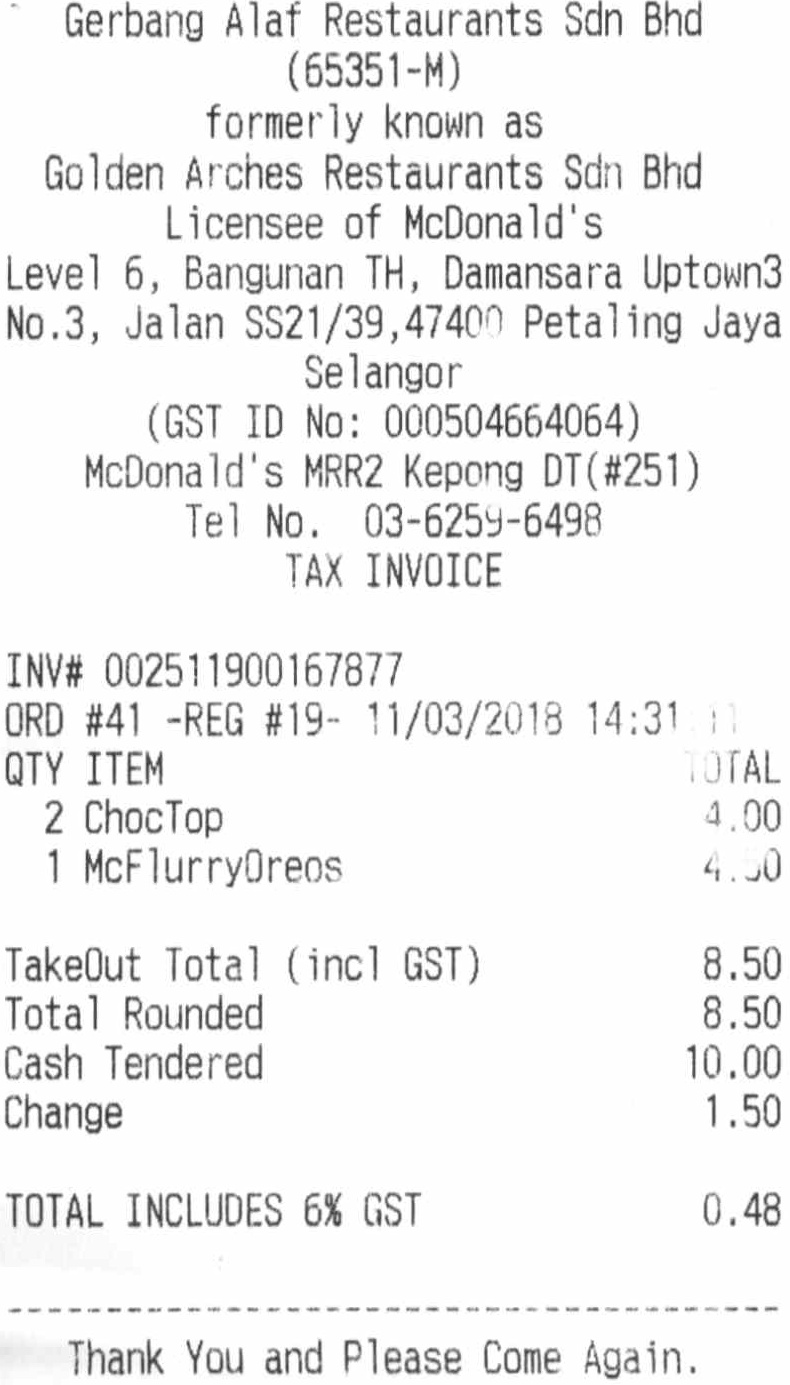 Gerbang Alaf Restaurants Sdn Bhd
(65351-M)
formerly known as
Golden Arches Restaurants Sdn Bhd
Licensee of McDonald's
Level 6, Bangunan TH, Damansara Uptown3
No.3, Jalan SS21/39,47400 Petaling Jaya
Selangor
(GST ID No: 000504664064)
McDonald's MRR2 Kepong DT(#251)
Tel No. 03-6259-6498
TAX INVOICE
INV# 002511900167877
ORD #41 -REG #19- 11/03/2018 14:31
QTY ITEM TOTAL
2 ChocTop 4.00
1 McFlurryOreos 4.50
TakeOut Total (incl GST) 8.50
Total Rounded 8.50
Cash Tendered 10.00
Change 1.50
TOTAL INCLUDES 6% GST 0.48
---------------------------------------
Thank You and Please Come Again.